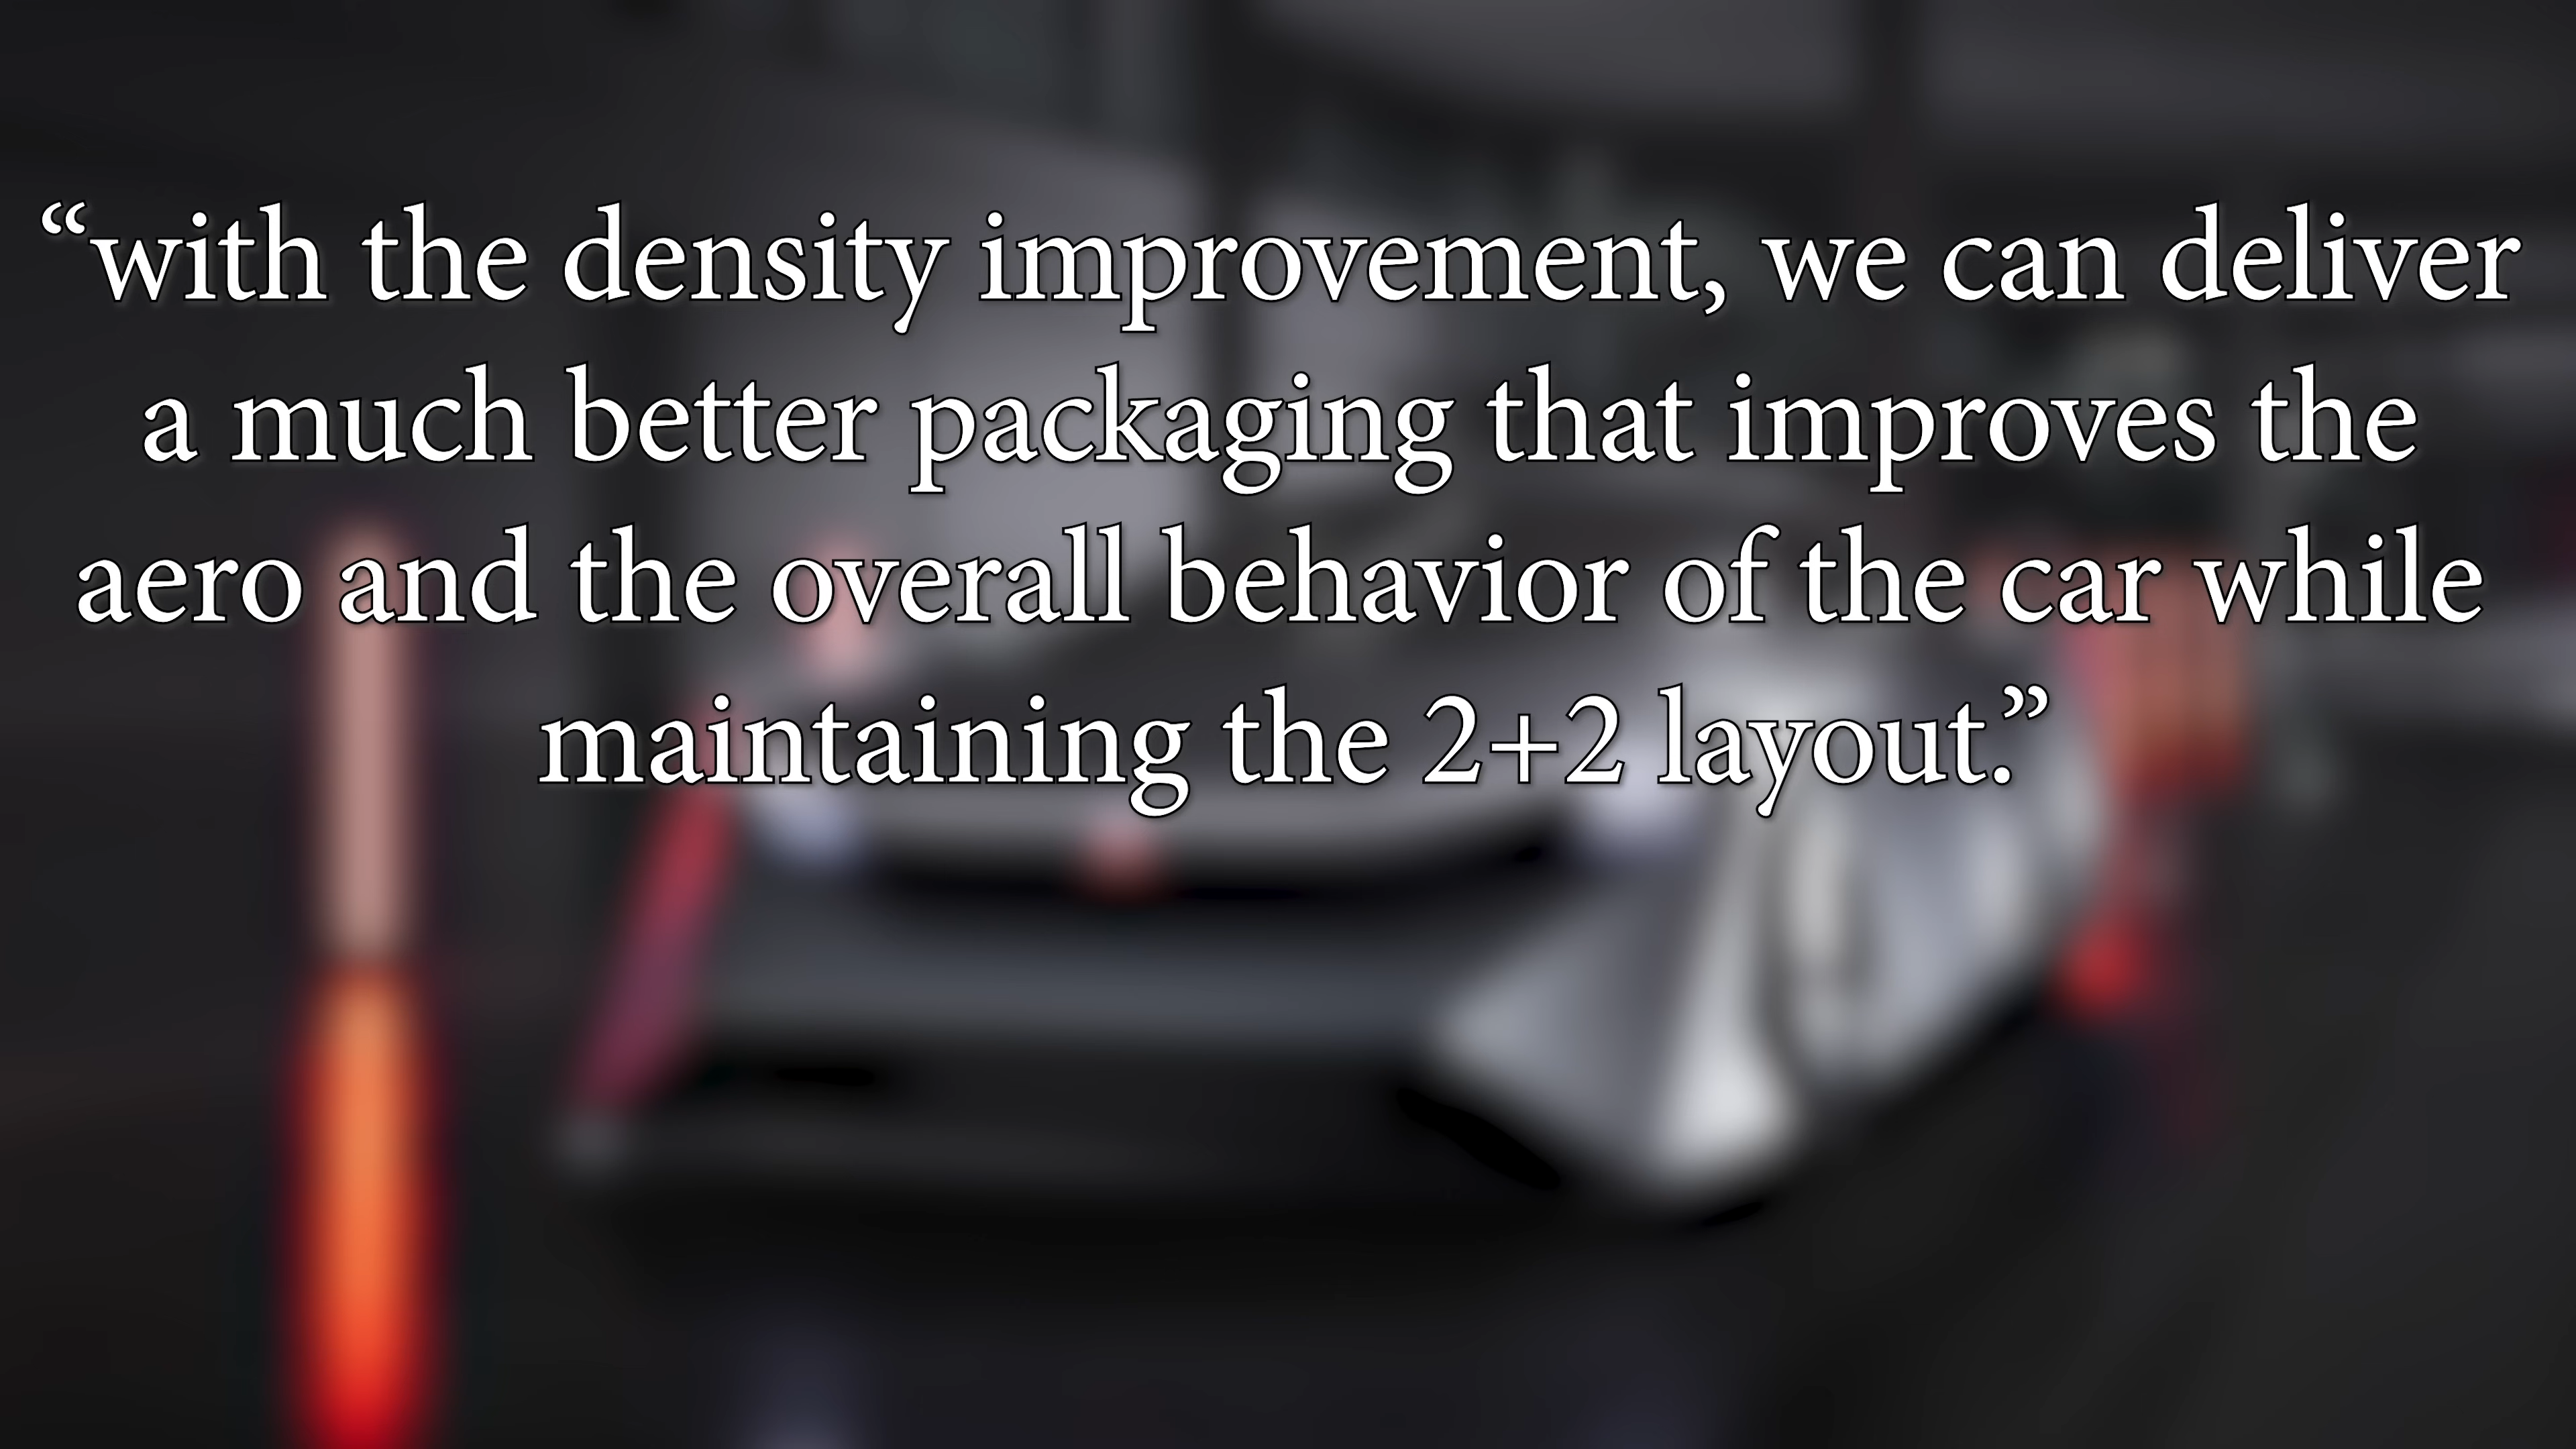 “with the density improvement, we can deliver
a much better packaging that improves the
aero and the overall behavior of the car while
maintaining the 2+2 layout.”